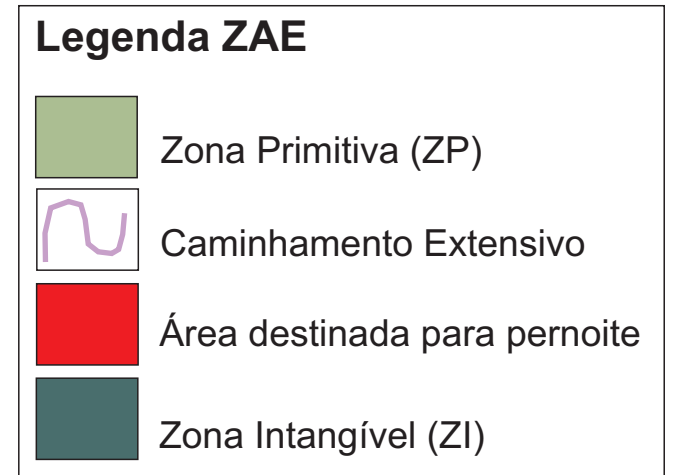 Legenda ZAE
Zona Primitiva (ZP)
Caminhamento Extensivo
Área destinada para pernoite
Zona Intangível (ZI)